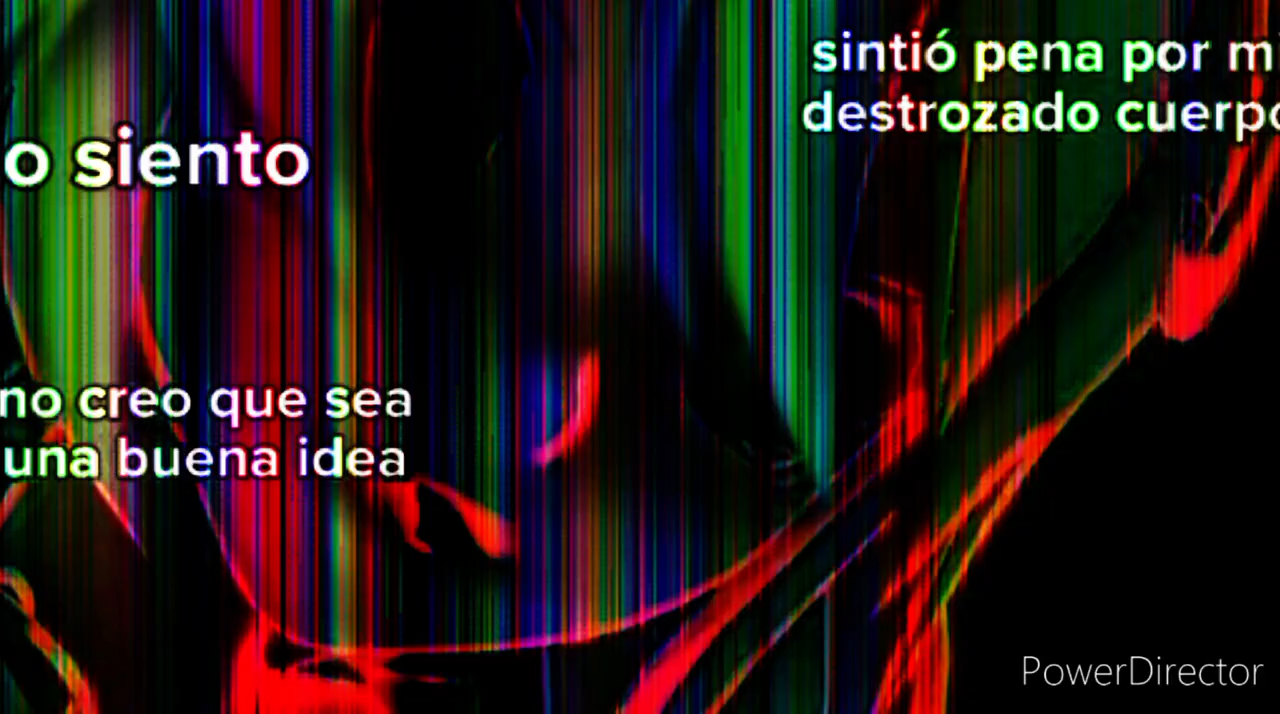 o siento
no creo que sea
una buena idea
sintió pena por mi
destrozado cuerpo
PowerDirector